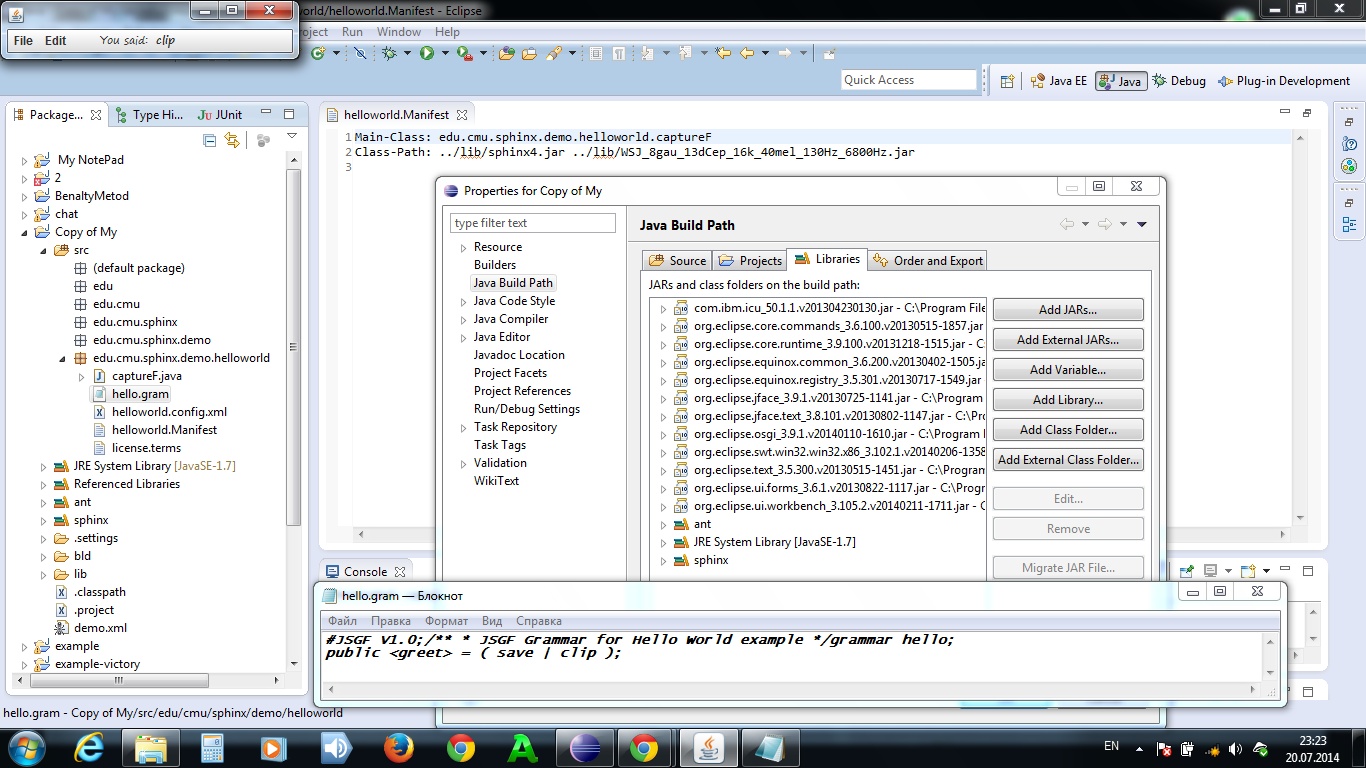 orld/helloworld.Manifest - Eclipse
File Edit You said: clip
oject Run Window Help
Quick Access
Java EE Java Debug Plug-in Development
Package... Type Hi... JUnit
My NotePad
2
BenaltyMetod
chat
Copy of My
src
(default package)
edu
edu.cmu
edu.cmu.sphinx
edu.cmu.sphinx.demo
edu.cmu.sphinx.demo.helloworld
captureF.java
hello.gram
helloworld.config.xml
helloworld.Manifest
license.terms
JRE System Library [JavaSE-1.7]
Referenced Libraries
ant
sphinx
.settings
bld
lib
.classpath
.project
demo.xml
example
example-victory
helloworld.Manifest
1 Main-Class: edu.cmu.sphinx.demo.helloworld.captureF
2 Class-Path: ../lib/sphinx4.jar ../lib/WSJ_8gau_13dCep_16k_40mel_130Hz_6800Hz.jar
3
Properties for Copy of My
type filter text
Resource
Builders
Java Build Path
Java Code Style
Java Compiler
Java Editor
Javadoc Location
Project Facets
Project References
Run/Debug Settings
Task Repository
Task Tags
Validation
WikiText
Java Build Path
Source Projects Libraries Order and Export
JARs and class folders on the build path:
com.ibm.icu_50.1.1.v201304230130.jar - C:\Program File
org.eclipse.core.commands_3.6.100.v20130515-1857.jar
org.eclipse.core.runtime_3.9.100.v20131218-1515.jar
org.eclipse.equinox.common_3.6.200.v20130402-1505.ja
org.eclipse.equinox.registry_3.5.301.v20130717-1549.jar
org.eclipse.jface_3.9.1.v20130725-1141.jar - C:\Program
org.eclipse.jface.text_3.8.101.v20130802-1147.jar - C:\Pro
org.eclipse.osgi_3.9.1.v20140110-1610.jar - C:\Program
org.eclipse.swt.win32.win32.x86_3.102.1.v20140206-1358
org.eclipse.text_3.5.300.v20130515-1451.jar - C:\Program
org.eclipse.ui.forms_3.6.1.v20130822-1117.jar - C:\Progr
org.eclipse.ui.workbench_3.105.2.v20140211-1711.jar - C
ant
JRE System Library [JavaSE-1.7]
sphinx
Add JARs...
Add External JARs...
Add Variable...
Add Library...
Add Class Folder...
Add External Class Folder...
Edit...
Remove
Migrate JAR File...
Console
hello.gram — Блокнот
Файл Правка Формат Вид Справка
#JSGF V1.0;/** * JSGF Grammar for Hello World example */grammar hello;
public <greet> = ( save | clip );
hello.gram - Copy of My/src/edu/cmu/sphinx/demo/helloworld
EN
23:23
20.07.2014